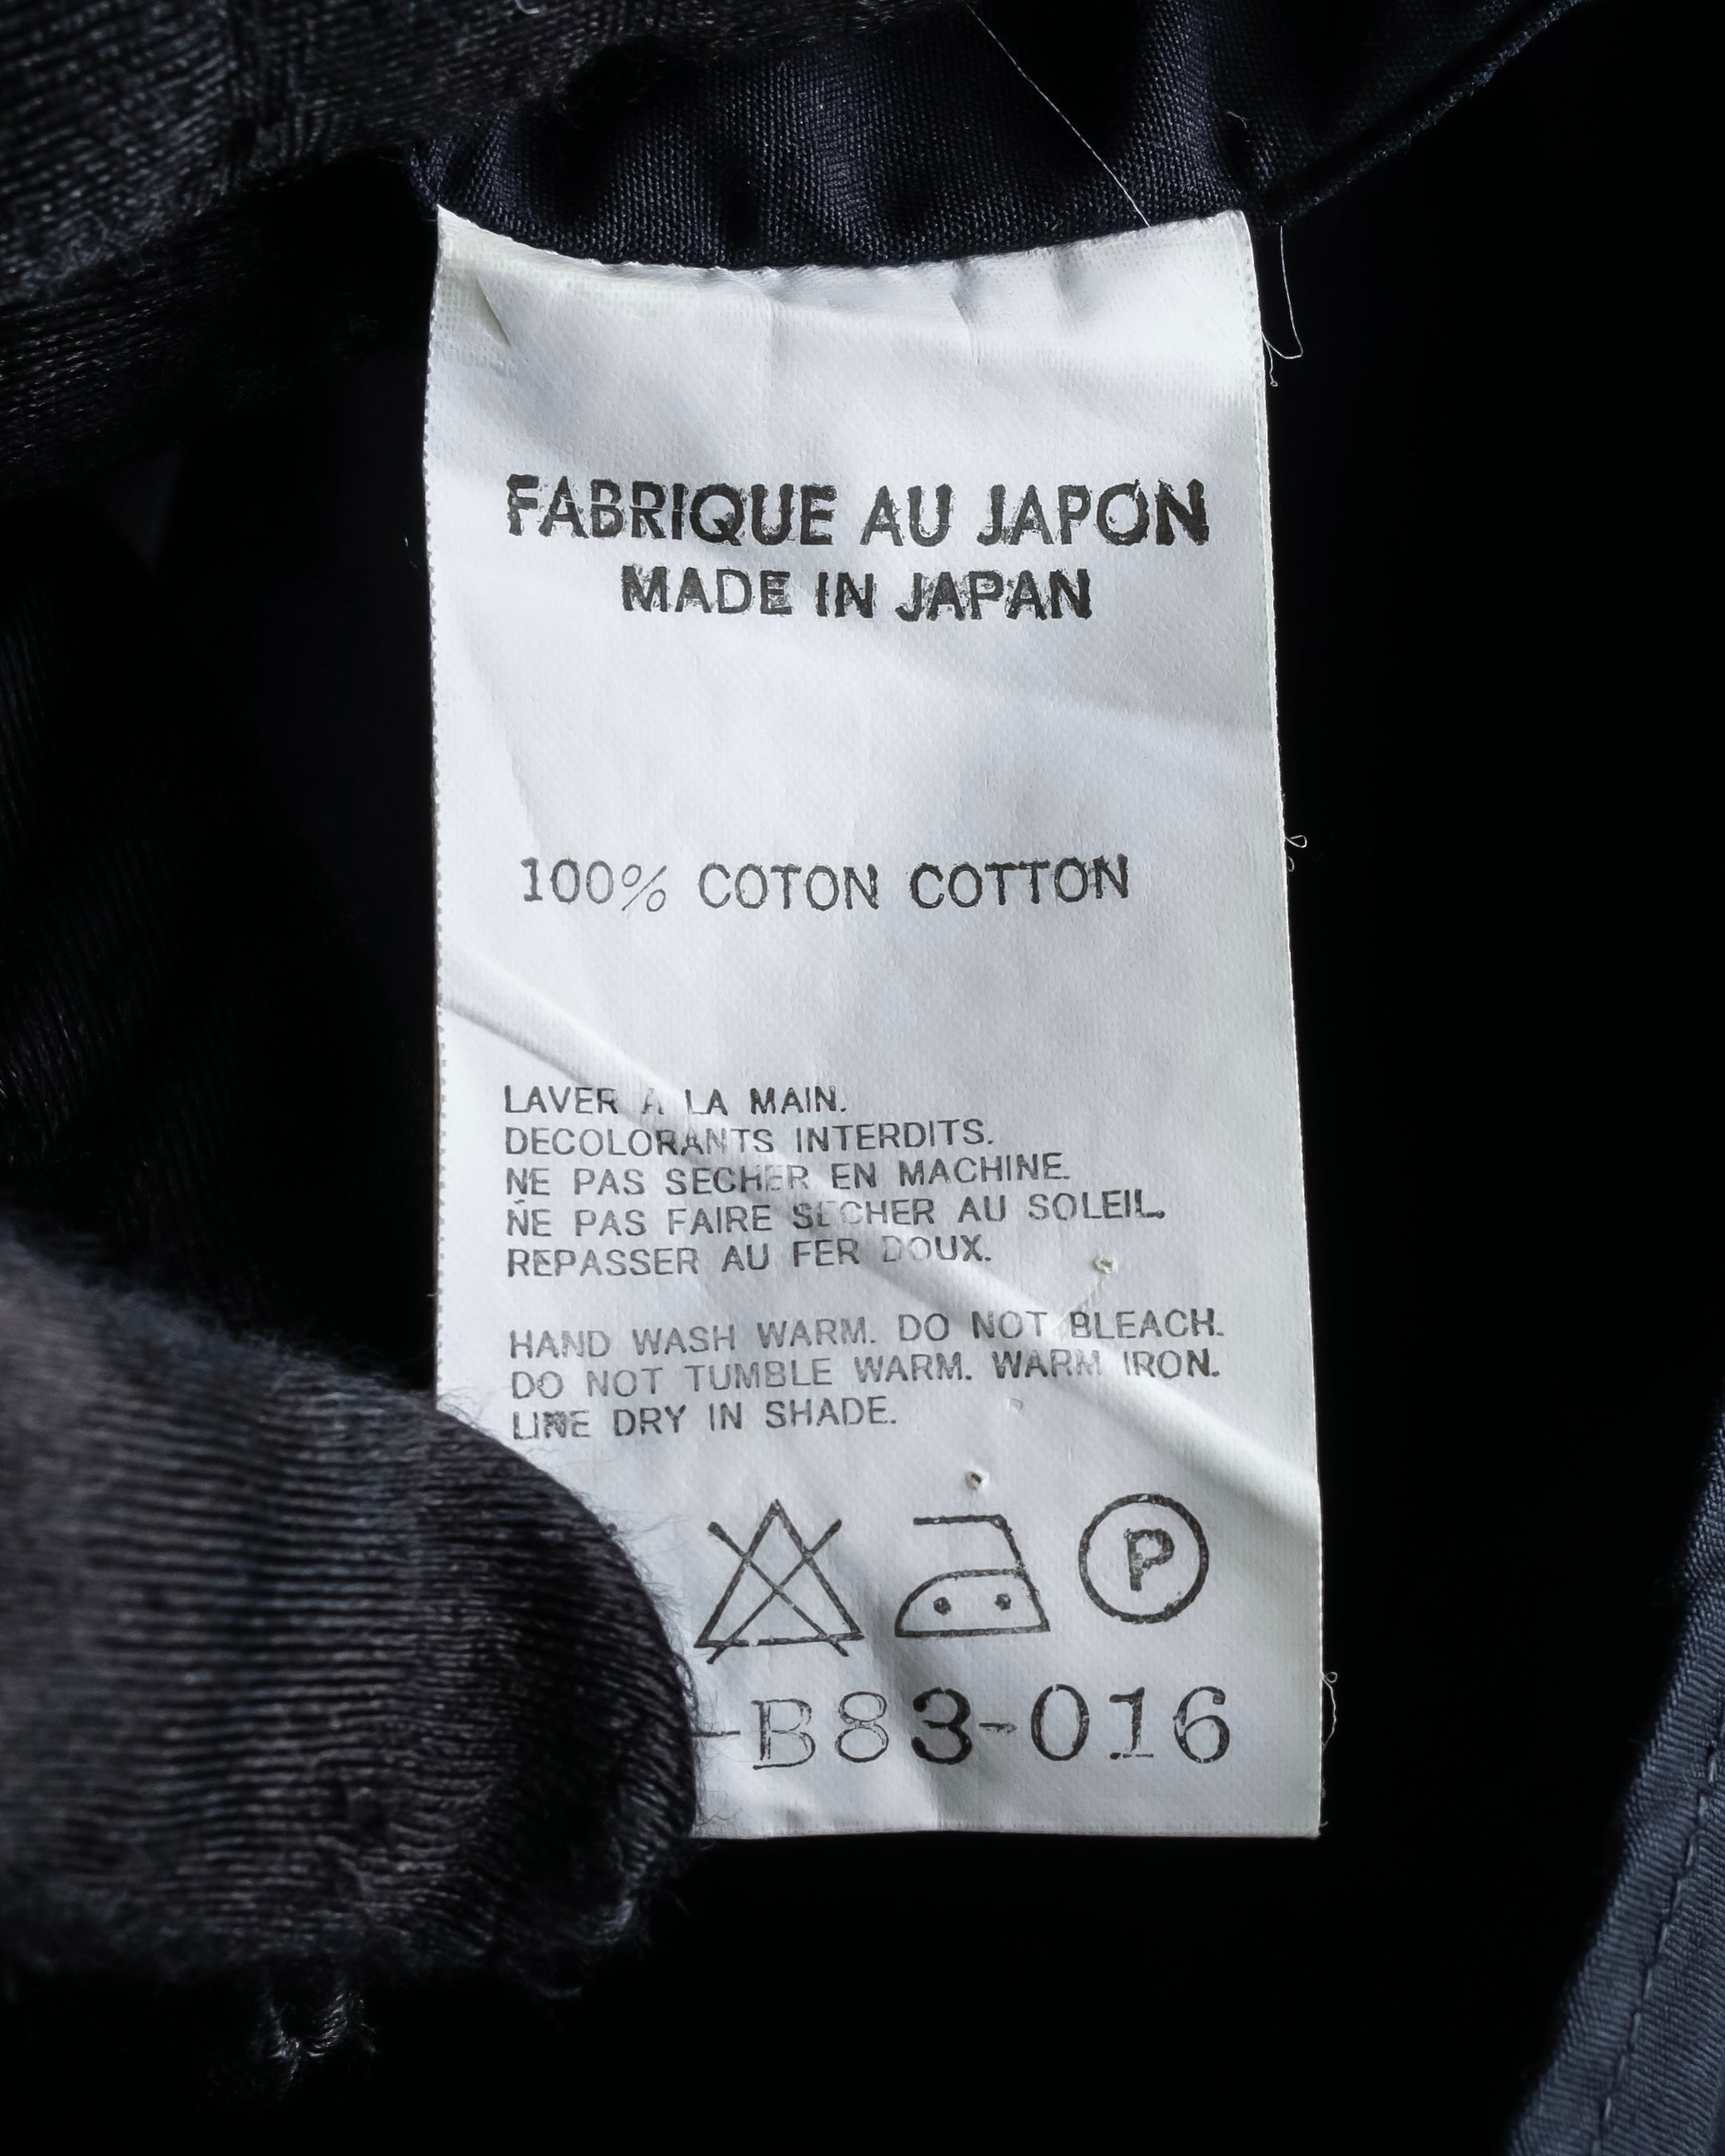 FABRIQUE AU JAPON
MADE IN JAPAN
100% COTON COTTON
LAVER A LA MAIN.
DECOLORANTS INTERDITS.
NE PAS SECHER EN MACHINE.
NE PAS FAIRE SECHER AU SOLEIL.
REPASSER AU FER DOUX.
HAND WASH WARM. DO NOT BLEACH.
DO NOT TUMBLE WARM. WARM IRON.
LINE DRY IN SHADE.
P
-B83-016